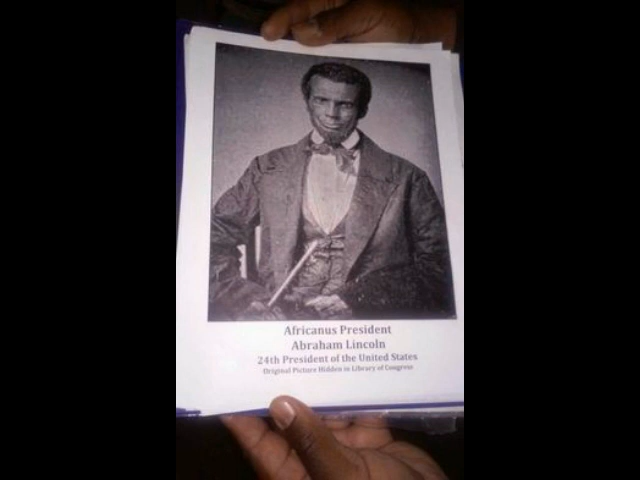 Africanus President
Abraham Lincoln
24th President of the United States
Original Picture Hidden in Library of Congress